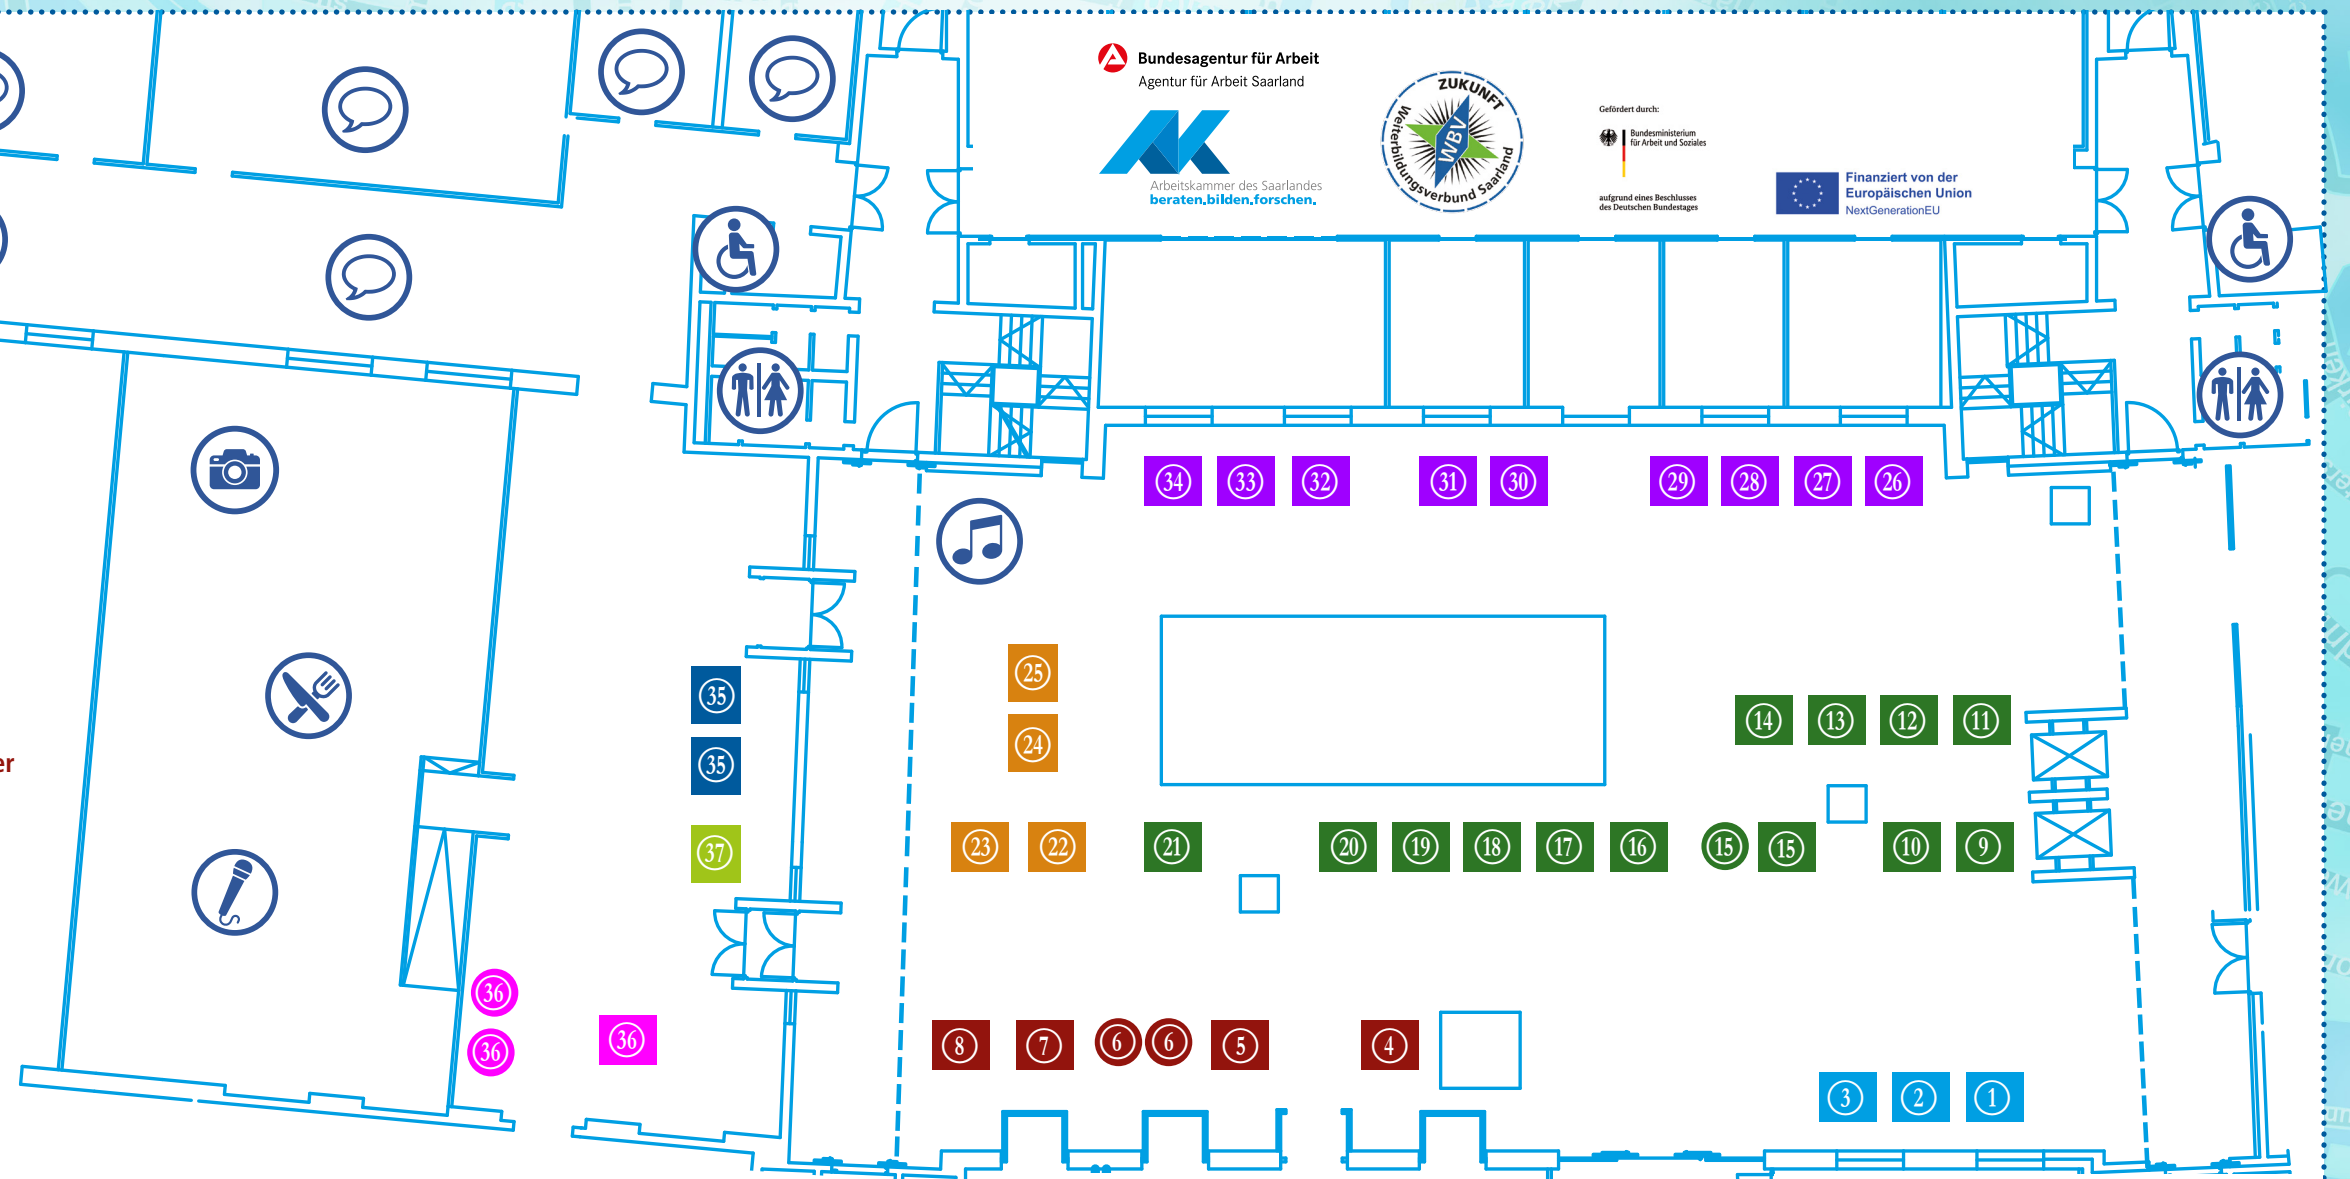 Bundesagentur für Arbeit
Agentur für Arbeit Saarland
AK
Arbeitskammer des Saarlandes
beraten.bilden.forschen.
ZUKUNFT
WBV
Weiterbildungsverbund Saarland
Gefördert durch:
Bundesministerium
für Arbeit und Soziales
aufgrund eines Beschlusses
des Deutschen Bundestages
Finanziert von der
Europäischen Union
NextGenerationEU
34 33 32 31 30 29 28 27 26
25
35
14 13 12 11
24
er
35
23 22 21 20 19 18 17 16 15 15 10 9
37
36
36
36
8 7 6 6 5 4
3 2 1